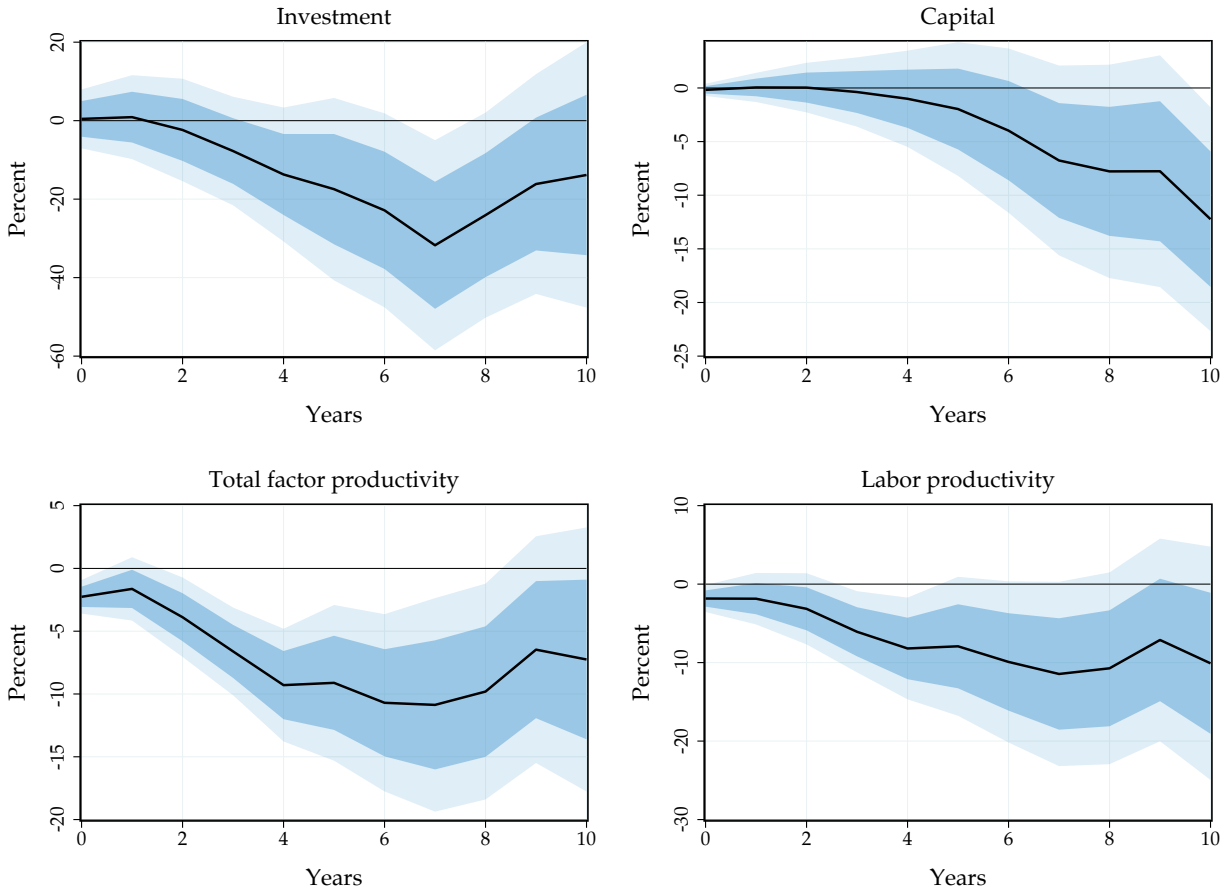 Investment
Percent
20
0
-20
-40
-60
0 2 4 6 8 10
Years
Capital
Percent
0
-5
-10
-15
-20
-25
0 2 4 6 8 10
Years
Total factor productivity
Percent
5
0
-5
-10
-15
-20
0 2 4 6 8 10
Years
Labor productivity
Percent
10
0
-10
-20
-30
0 2 4 6 8 10
Years